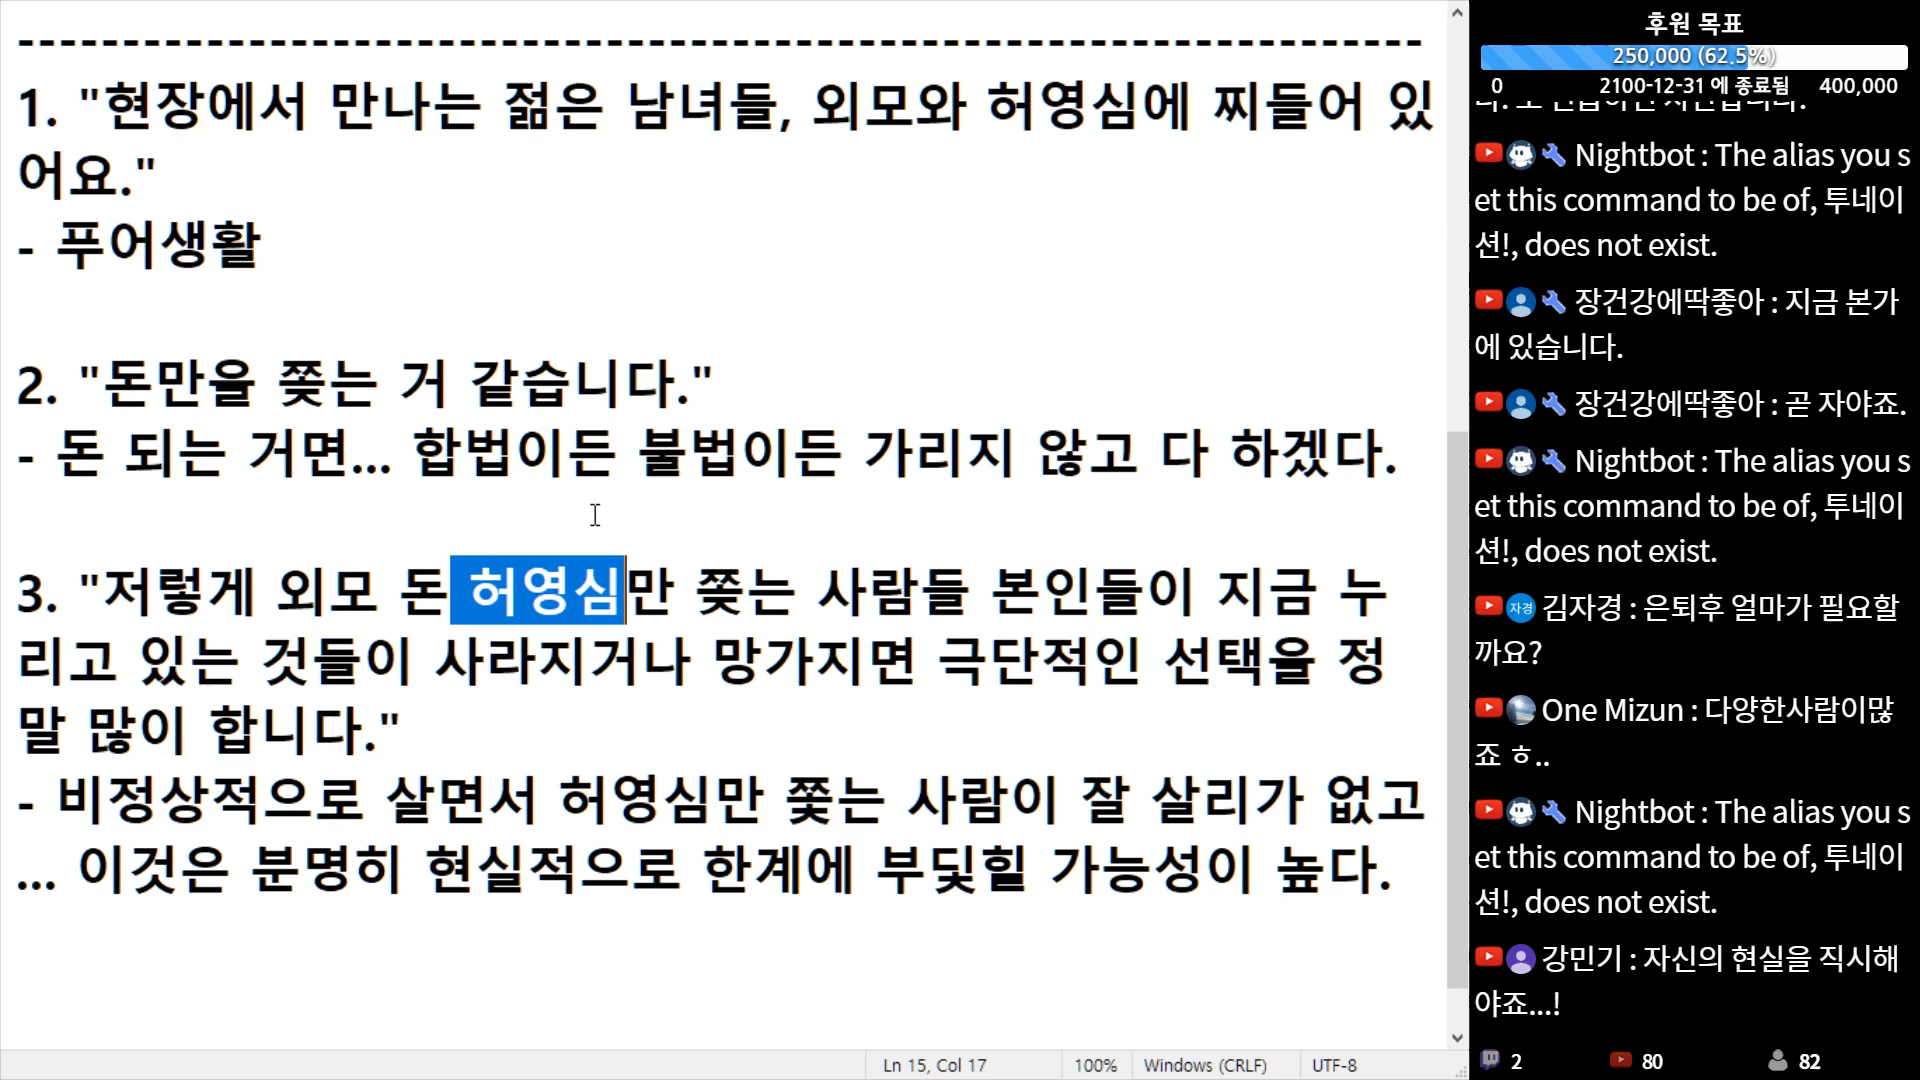 --------------------------------------------------------------------
1. "현장에서 만나는 젊은 남녀들, 외모와 허영심에 찌들어 있
어요."
- 푸어생활
2. "돈만을 쫒는 거 같습니다."
- 돈 되는 거면... 합법이든 불법이든 가리지 않고 다 하겠다.
3. "저렇게 외모 돈 허영심만 쫓는 사람들 본인들이 지금 누
리고 있는 것들이 사라지거나 망가지면 극단적인 선택을 정
말 많이 합니다."
- 비정상적으로 살면서 허영심만 쫓는 사람이 잘 살리가 없고
... 이것은 분명히 현실적으로 한계에 부딫힐 가능성이 높다.
Ln 15, Col 17
100%
Windows (CRLF)
UTF-8
후원 목표
250,000 (62.5%)
0 2100-12-31 에 종료됨 400,000
Nightbot : The alias you s
et this command to be of, 투네이
션!, does not exist.
장건강에딱좋아 : 지금 본가
에 있습니다.
장건강에딱좋아 : 곧 자야죠.
Nightbot : The alias you s
et this command to be of, 투네이
션!, does not exist.
자경 김자경 : 은퇴후 얼마가 필요할
까요?
One Mizun : 다양한사람이많
죠 ㅎ..
Nightbot : The alias you s
et this command to be of, 투네이
션!, does not exist.
강민기 : 자신의 현실을 직시해
야죠...!
2 80 82